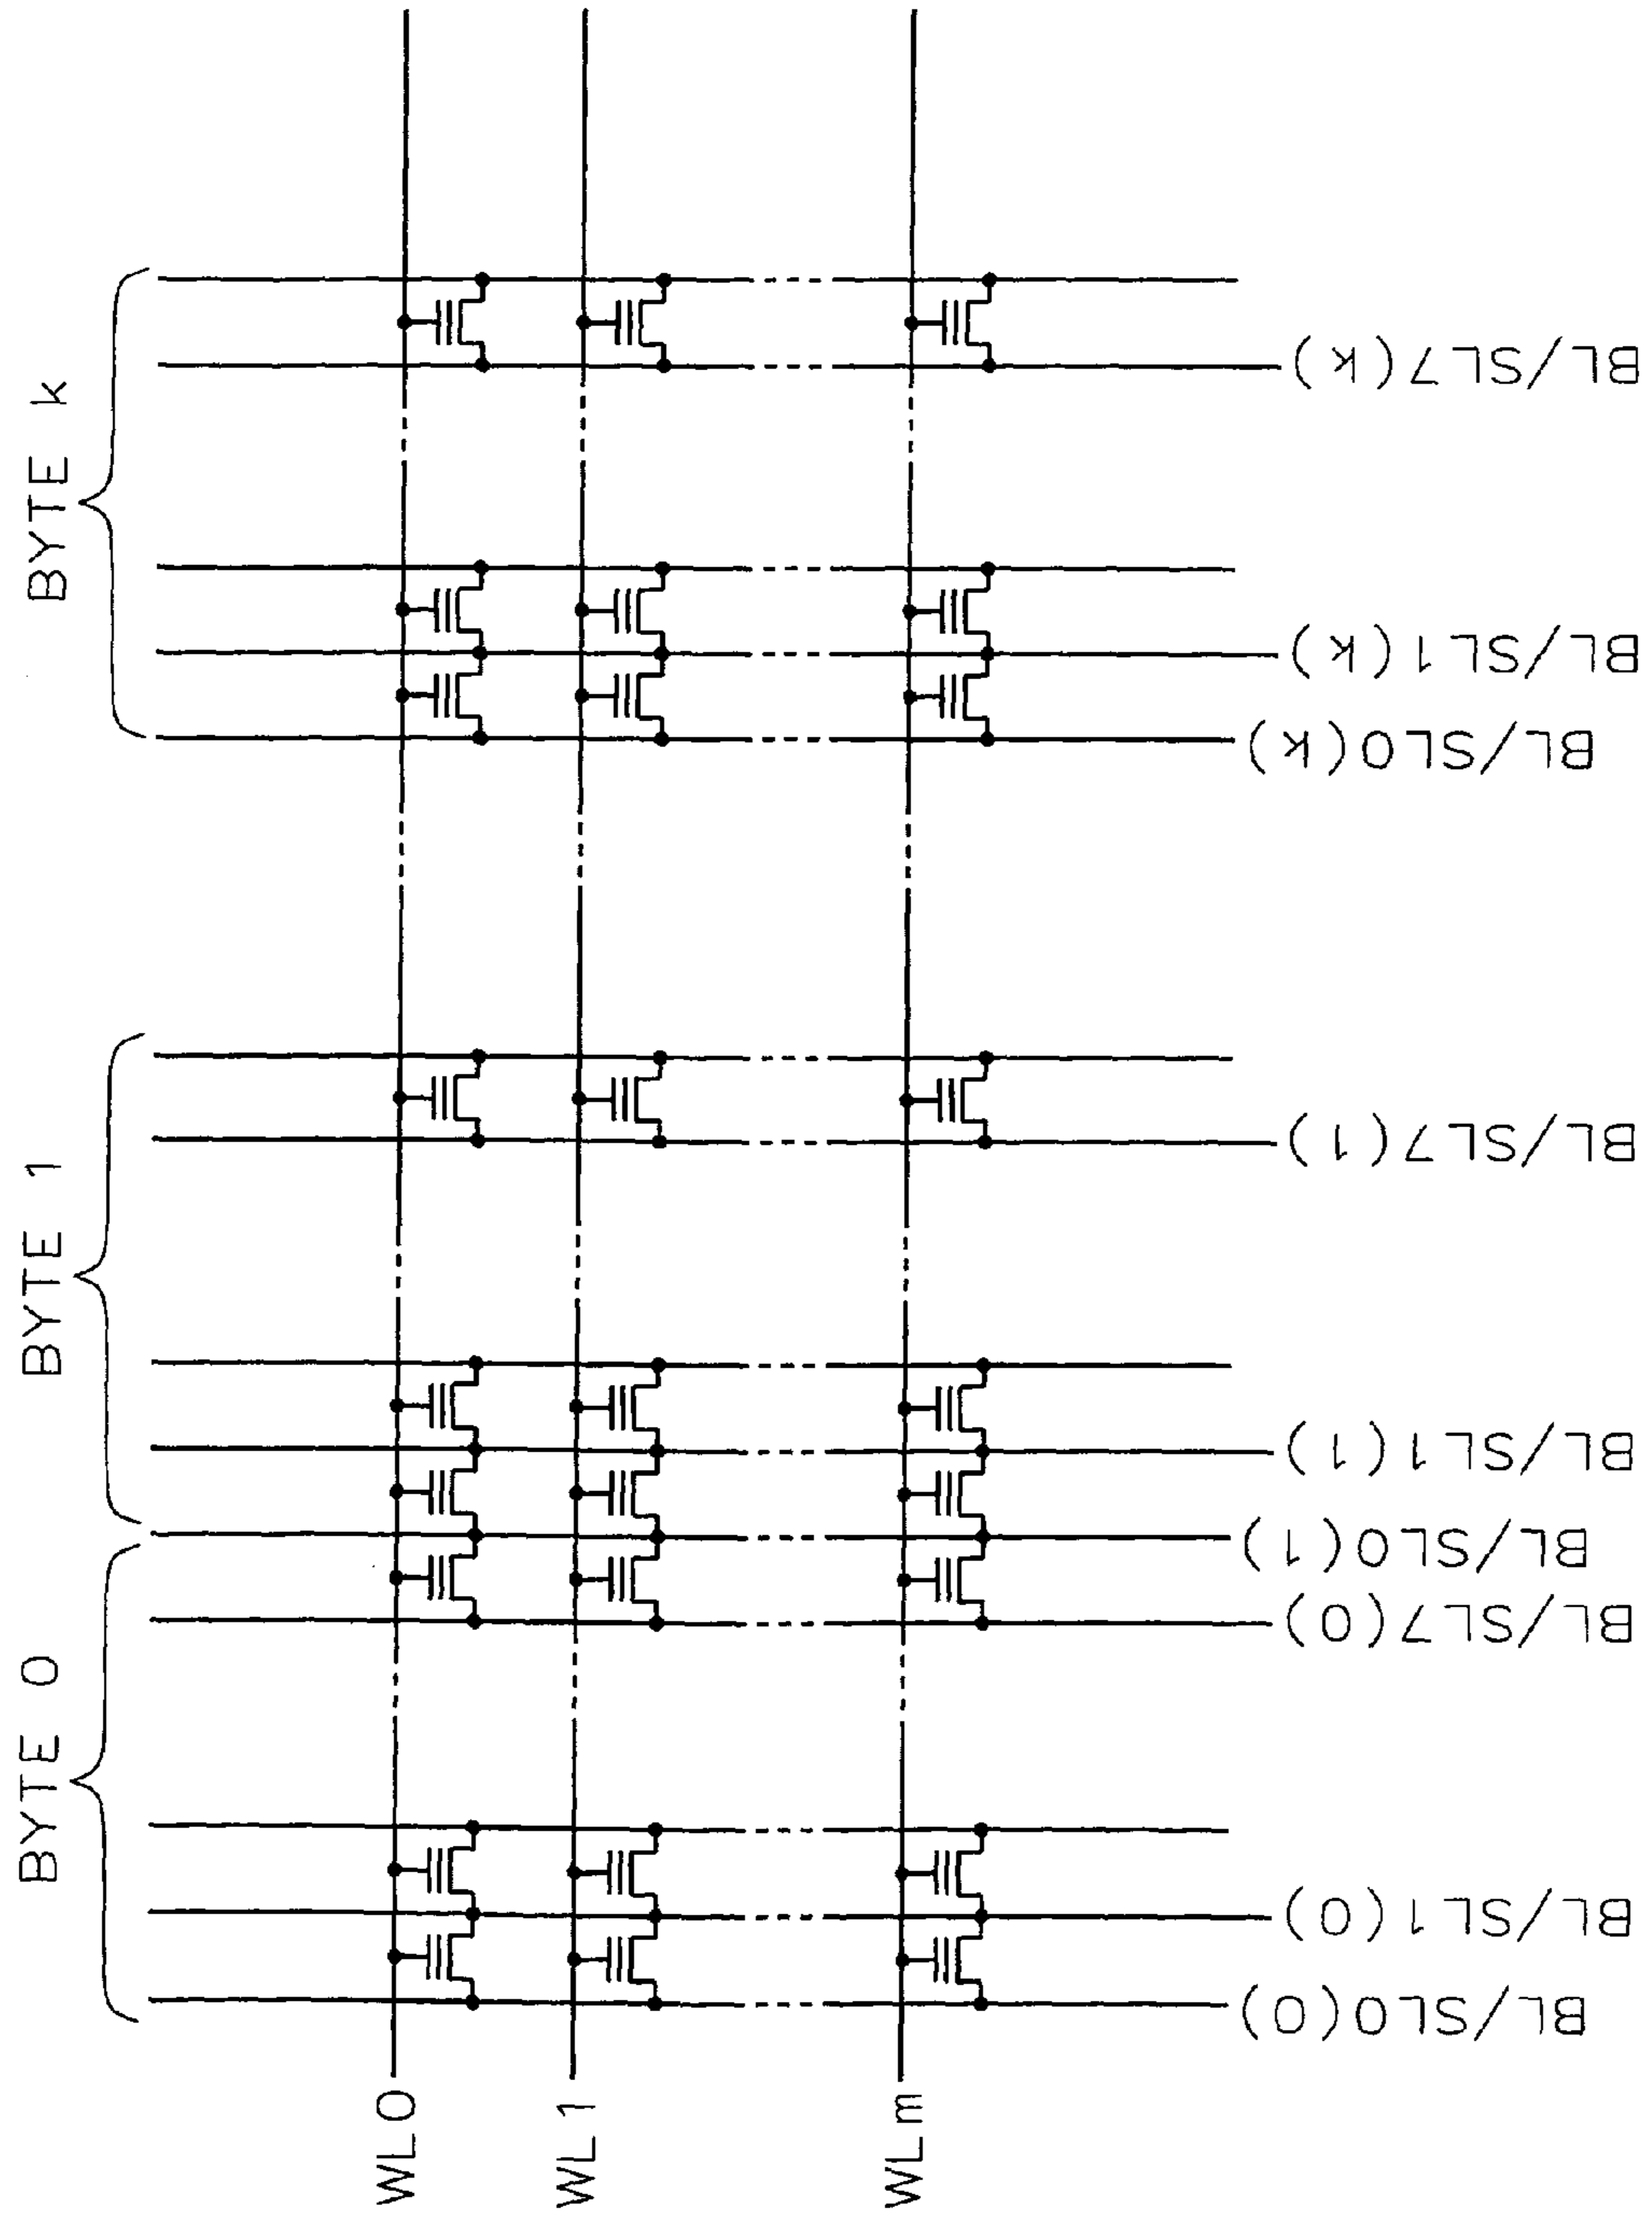 BYTE 0
BYTE 1
BYTE k
WL0
WL1
WLm
BL/SL0(0)
BL/SL1(0)
BL/SL7(0)
BL/SL0(1)
BL/SL1(1)
BL/SL7(1)
BL/SL0(k)
BL/SL1(k)
BL/SL7(k)